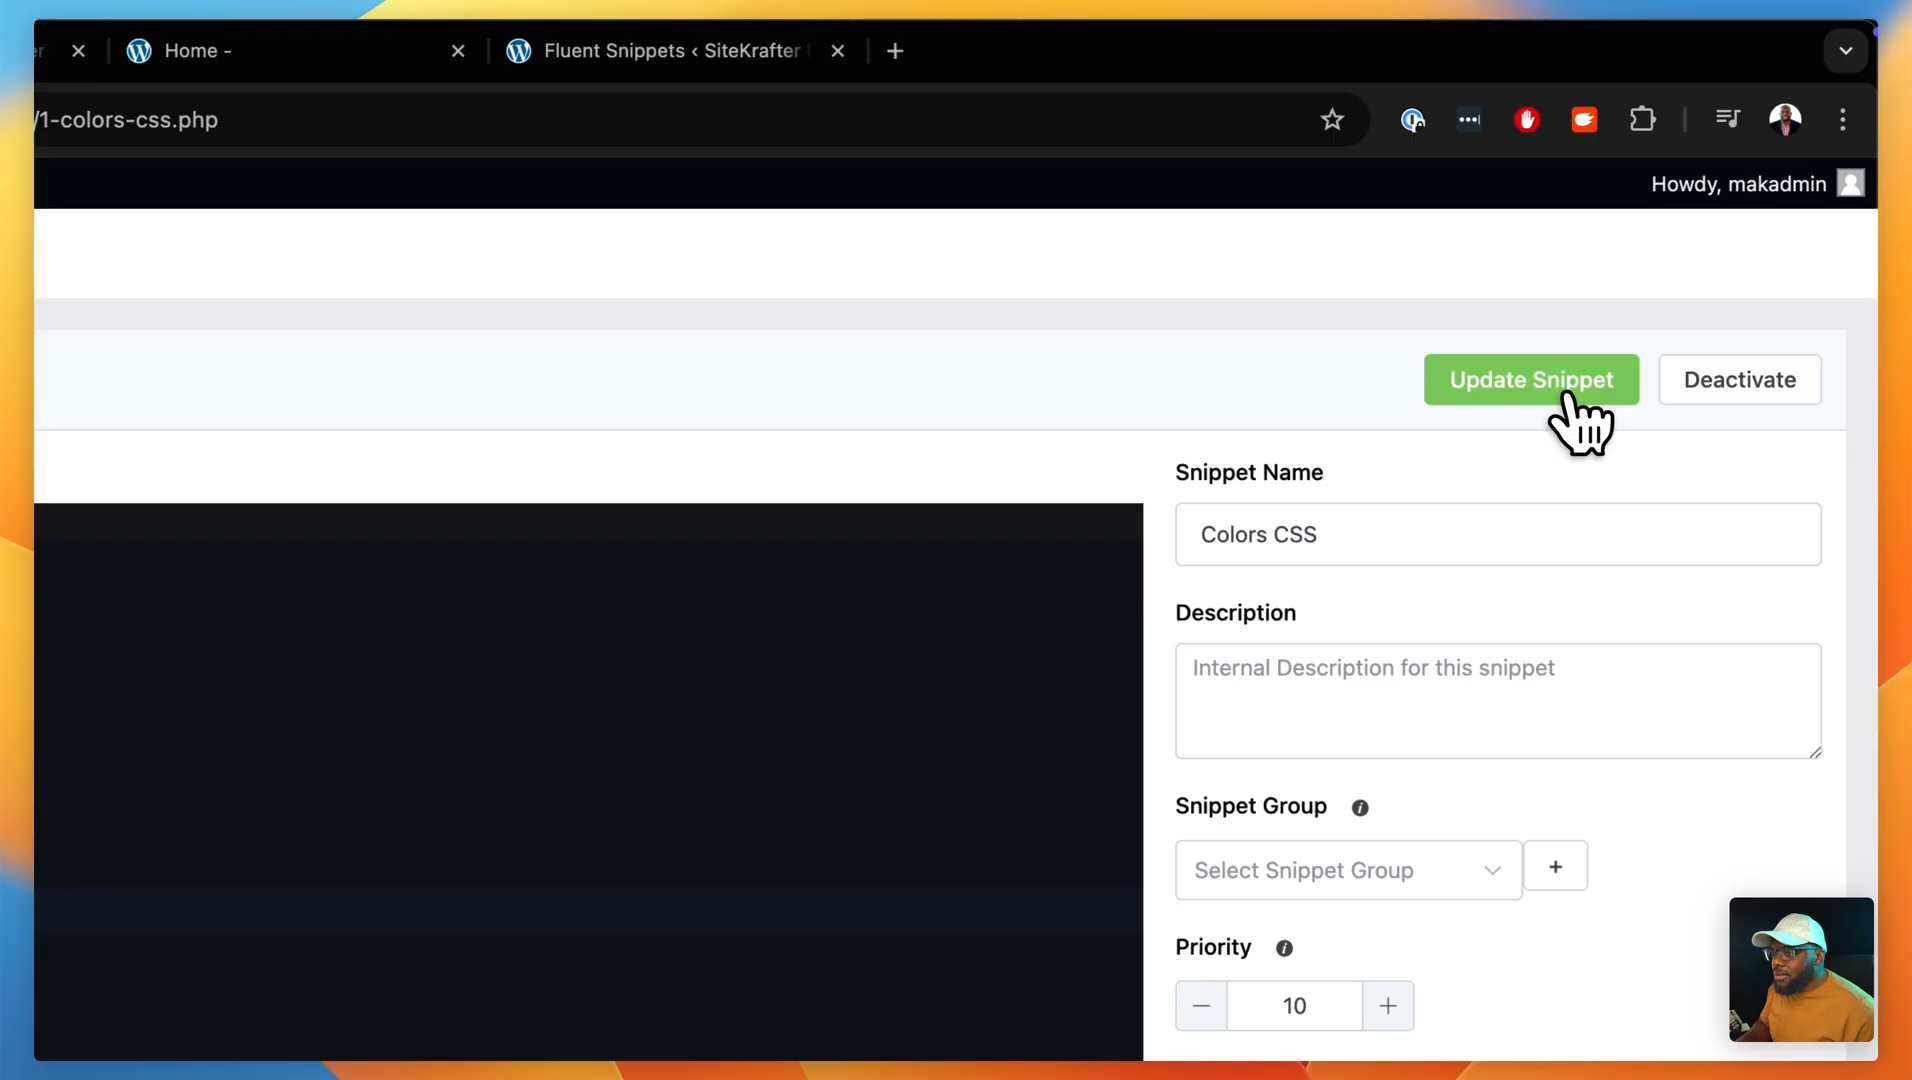 Home -
Fluent Snippets ‹ SiteKrafter
/1-colors-css.php
Howdy, makadmin
Update Snippet
Deactivate
Snippet Name
Colors CSS
Description
Internal Description for this snippet
Snippet Group
Select Snippet Group
+
Priority
10